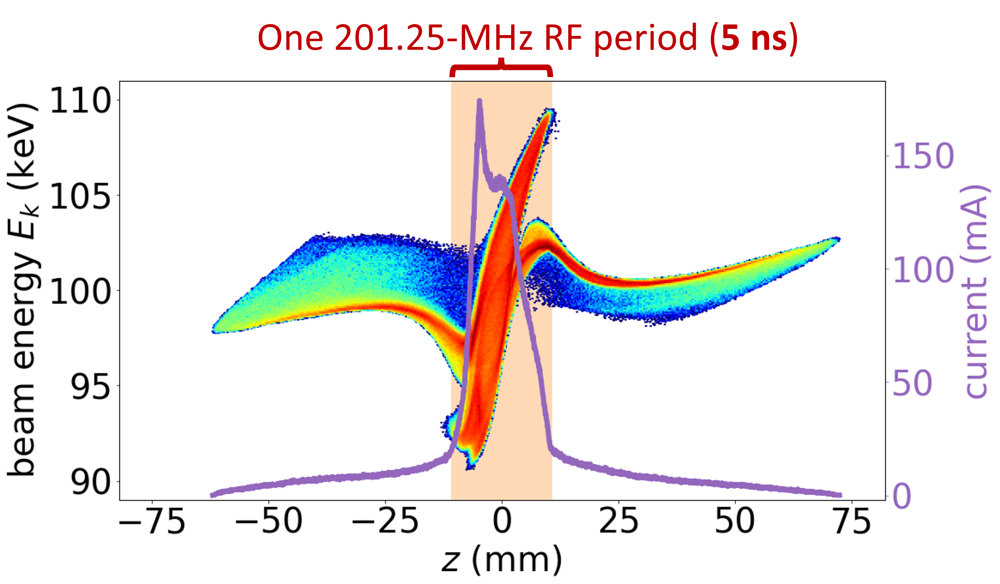 One 201.25-MHz RF period (5 ns)
110
105
100
95
90
beam energy Eₖ (keV)
150
100
50
0
current (mA)
−75 −50 −25 0 25 50 75
z (mm)